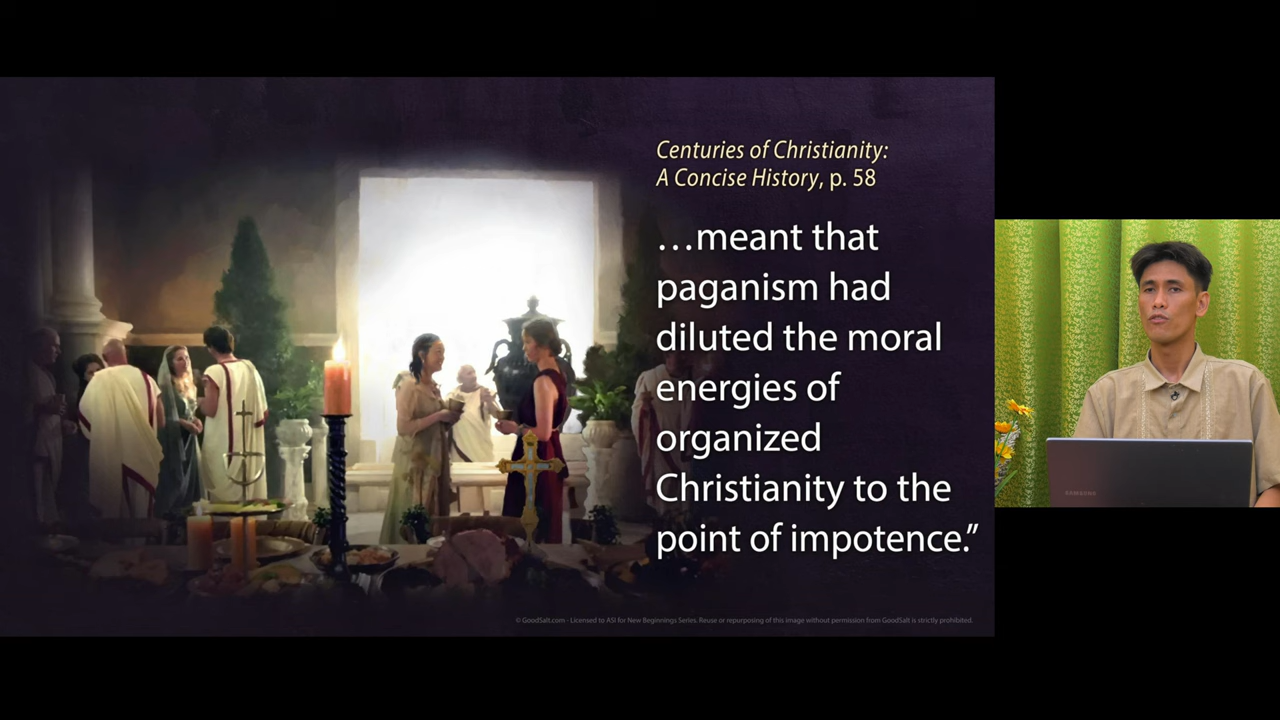 Centuries of Christianity:
A Concise History, p. 58
…meant that
paganism had
diluted the moral
energies of
organized
Christianity to the
point of impotence.”
SAMSUNG
© GoodSalt.com - Licensed to ASI for New Beginnings Series. Reuse or repurposing of this image without permission from GoodSalt is strictly prohibited.